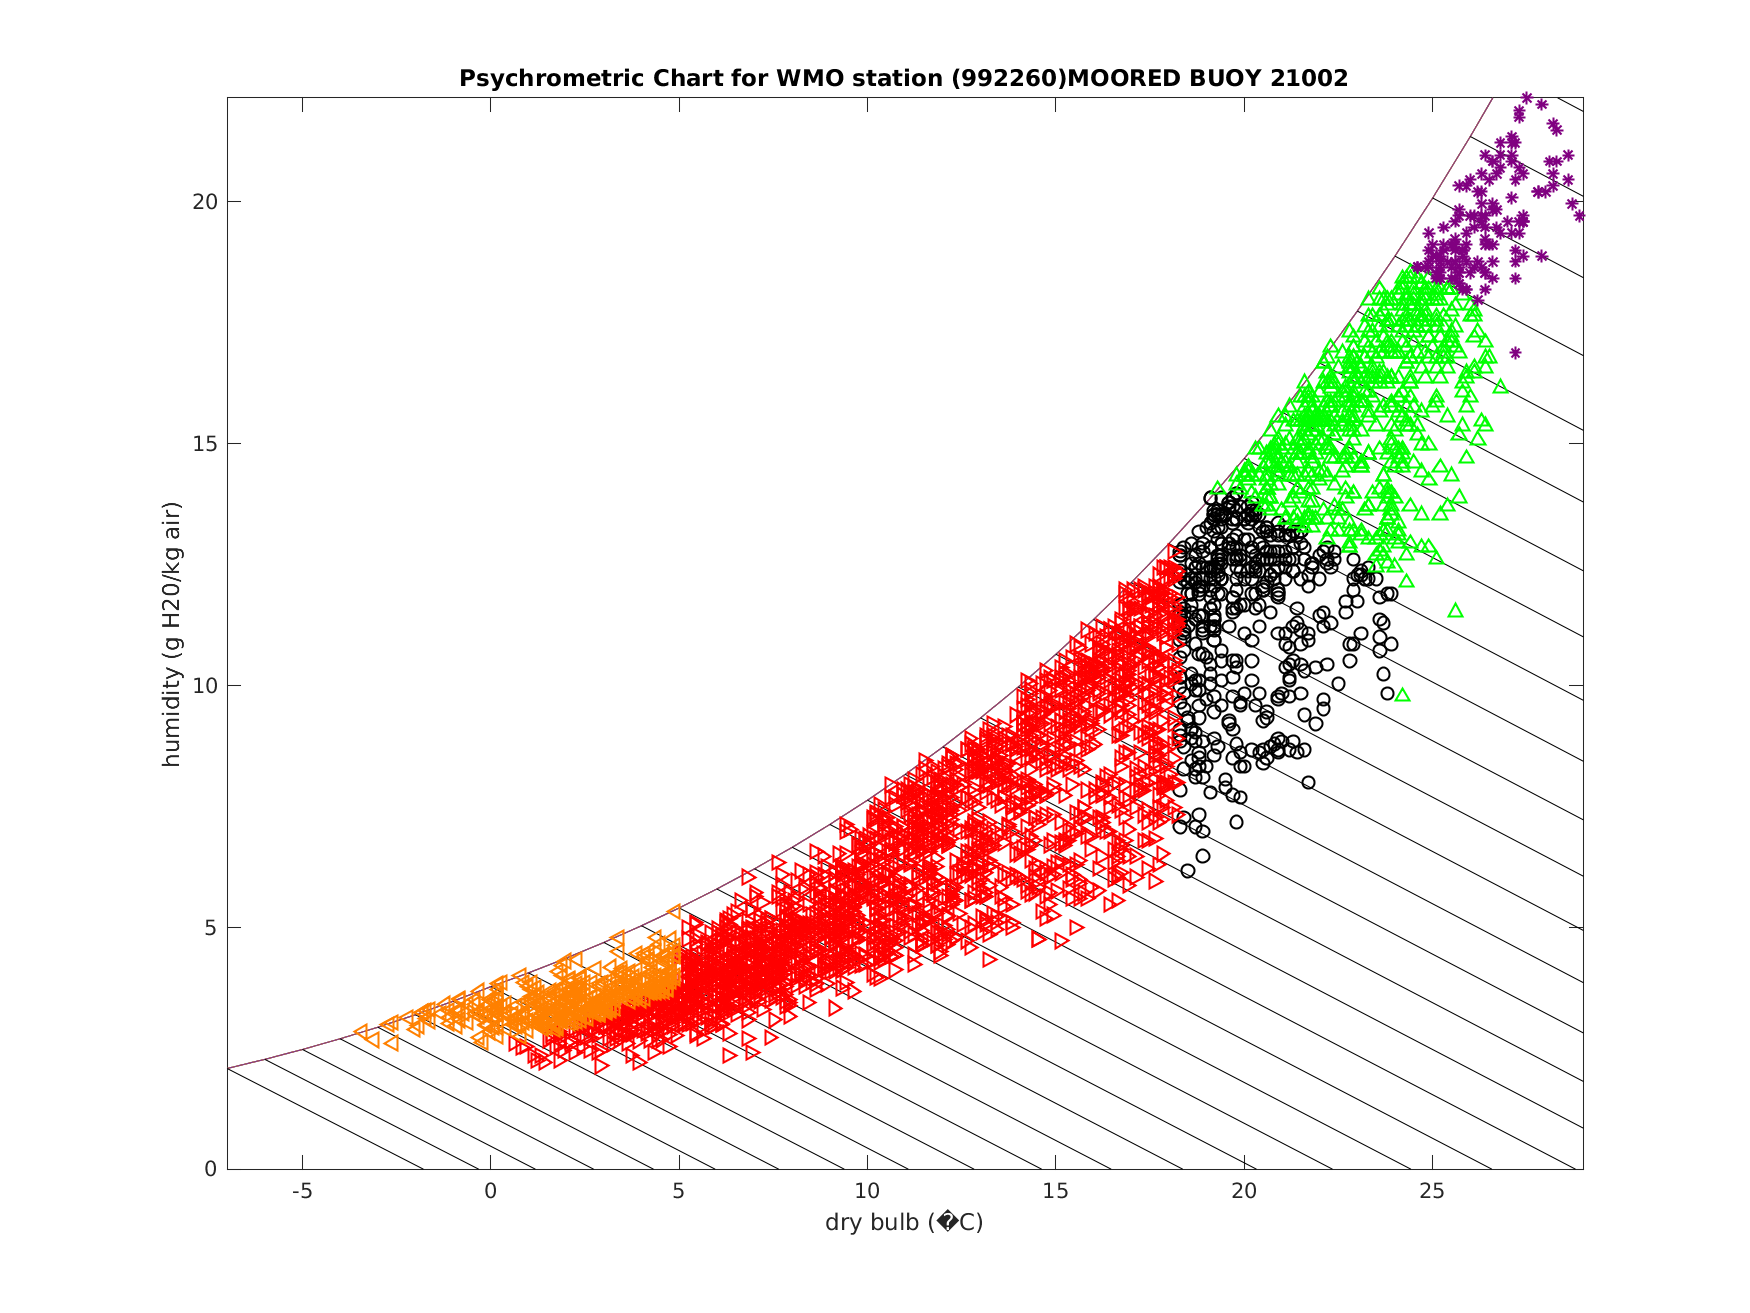 Psychrometric Chart for WMO station (992260)MOORED BUOY 21002
humidity (g H20/kg air)
20
15
10
5
0
-5 0 5 10 15 20 25
dry bulb (�C)